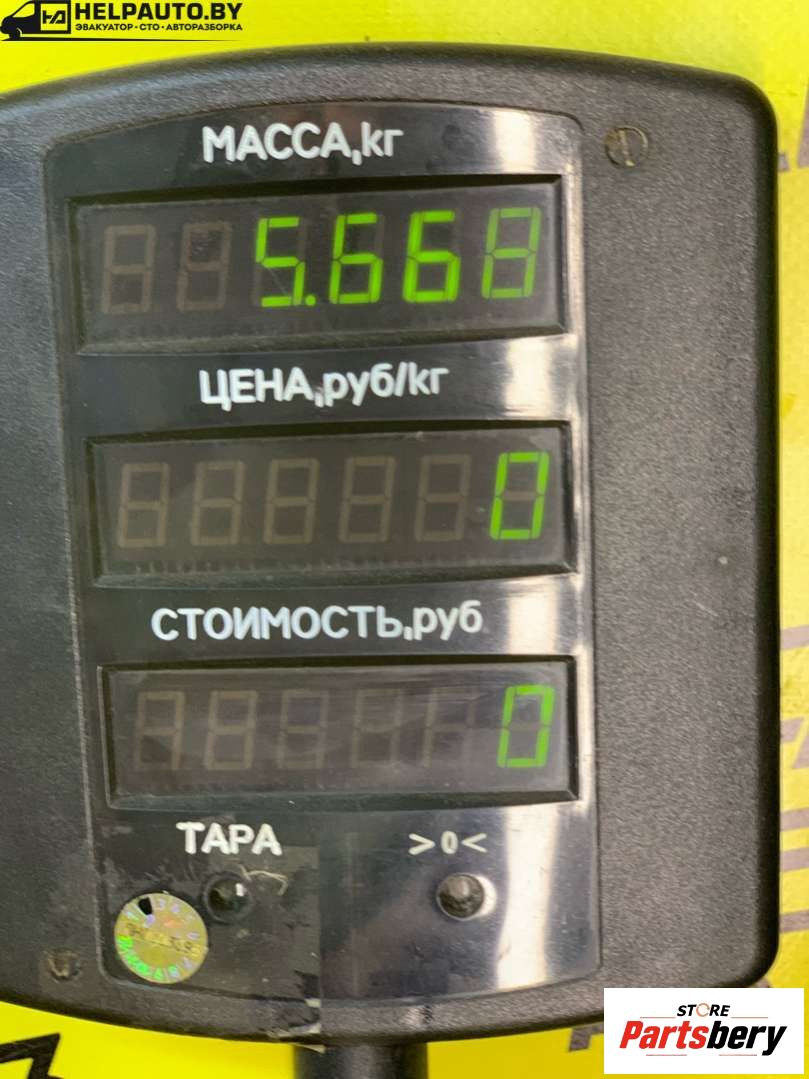 HELPAUTO.BY
ЭВАКУАТОР • СТО • АВТОРАЗБОРКА
МАССА,кг
5.668
ЦЕНА,руб/кг
0
СТОИМОСТЬ,руб
0
ТАРА >0<
STORE
Partsbery